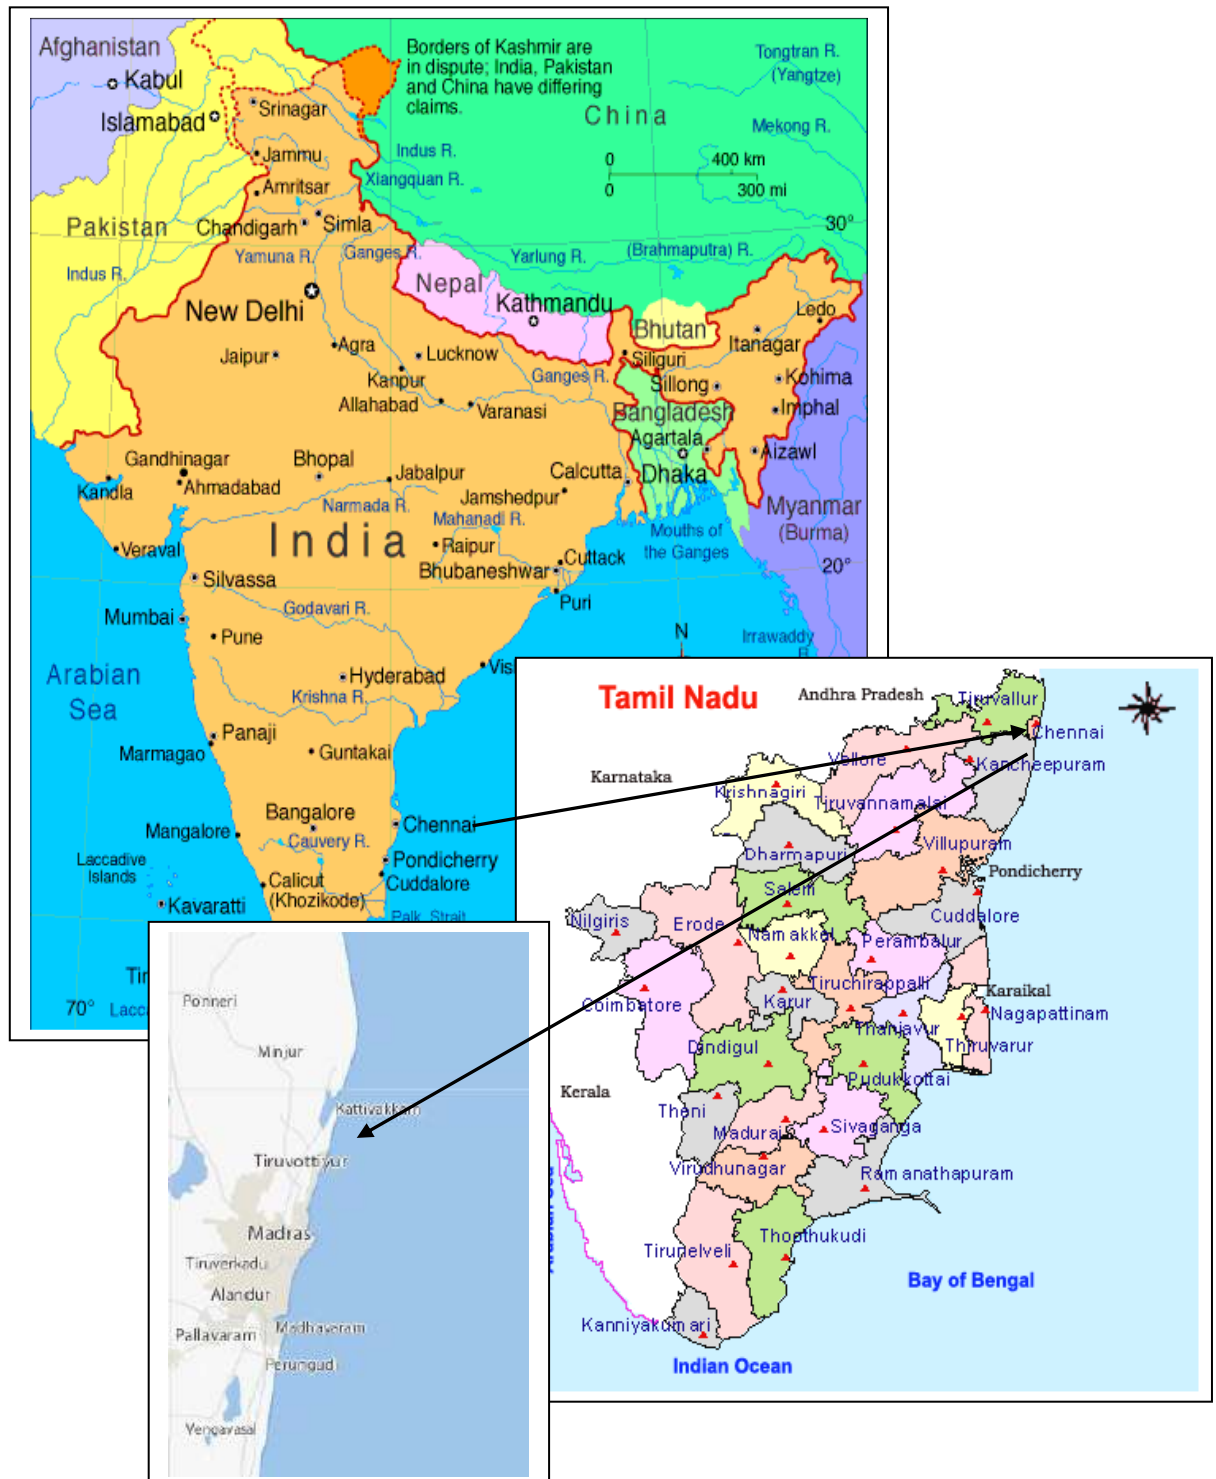 Afghanistan
Kabul
Islamabad
Borders of Kashmir are
in dispute; India, Pakistan
and China have differing
claims.
Tongtran R.
(Yangtze)
China
Mekong R.
Srinagar
Jammu
Indus R.
0 400 km
0 300 mi
Xiangquan R.
Amritsar
Pakistan
Chandigarh
Simla
30°
Yamuna R.
Ganges R.
Yarlung R.
(Brahmaputra) R.
Indus R.
Nepal
Kathmandu
New Delhi
Bhutan
Ledo
Itanagar
Jaipur
Agra
Lucknow
Siliguri
Kanpur
Ganges R.
Sillong
Kohima
Allahabad
Varanasi
Bangladesh
Imphal
Agartala
Aizawl
Gandhinagar
Bhopal
Jabalpur
Calcutta
Dhaka
Kandla
Ahmadabad
Jamshedpur
Narmada R.
Mahanadi R.
Myanmar
(Burma)
India
Mouths of
the Ganges
Veraval
Raipur
Cuttack
Bhubaneshwar
20°
Silvassa
Puri
Mumbai
Godavari R.
Pune
N
Irrawaddy
R.
Arabian
Sea
Hyderabad
Vis
Krishna R.
Panaji
Marmagao
Guntakai
Bangalore
Chennai
Mangalore
Cauvery R.
Laccadive
Islands
Pondicherry
Cuddalore
Calicut
(Khozikode)
Kavaratti
Palk Strait
Tir
70°
Lacc
Tamil Nadu
Andhra Pradesh
Tiruvallur
Chennai
Vellore
Kancheepuram
Karnataka
Krishnagiri
Tiruvannamalai
Dharmapuri
Villupuram
Pondicherry
Salem
Nilgiris
Erode
Namakkal
Perambalur
Cuddalore
Coimbatore
Karur
Tiruchirappalli
Karaikal
Nagapattinam
Thanjavur
Thiruvarur
Dindigul
Pudukkottai
Kerala
Theni
Madurai
Sivaganga
Virudhunagar
Ramanathapuram
Arabian Sea
Tirunelveli
Thoothukudi
Bay of Bengal
Kanniyakumari
Indian Ocean
Ponneri
Minjur
Kattivakkam
Tiruvottiyur
Madras
Tiruverkadu
Alandur
Pallavaram
Madhavaram
Perungudi
Vengavasal